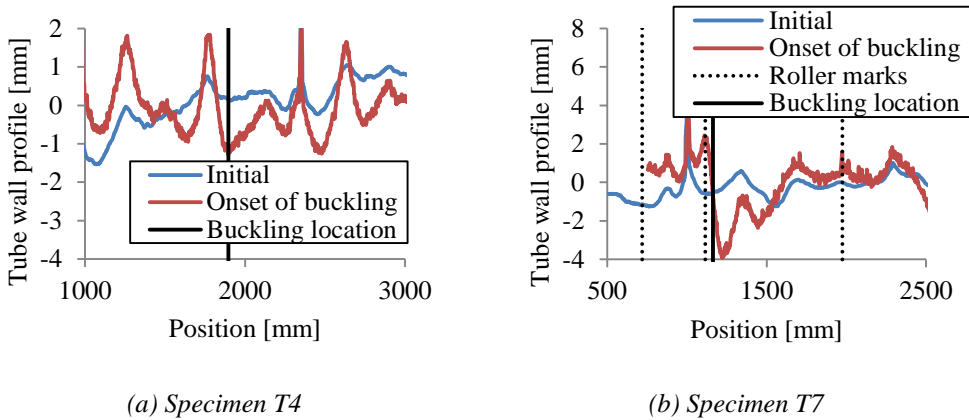 Tube wall profile [mm]
2
1
0
-1
-2
-3
-4
1000 2000 3000
Position [mm]
Initial
Onset of buckling
Buckling location
(a) Specimen T4
Tube wall profile [mm]
8
6
4
2
0
-2
-4
500 1500 2500
Position [mm]
Initial
Onset of buckling
Roller marks
Buckling location
(b) Specimen T7